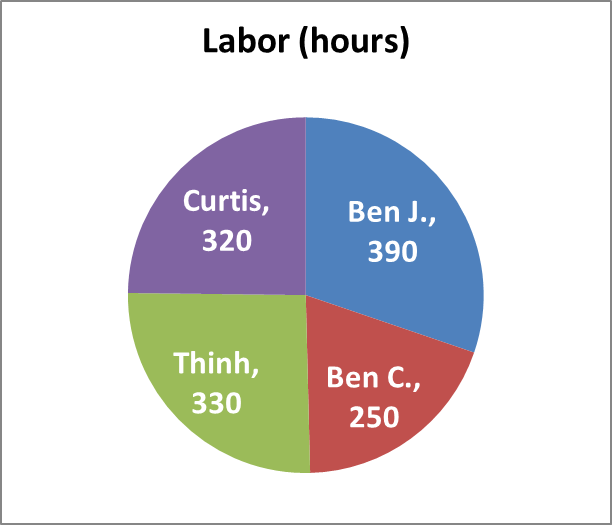 Labor (hours)
Curtis,
320
Ben J.,
390
Thinh,
330
Ben C.,
250